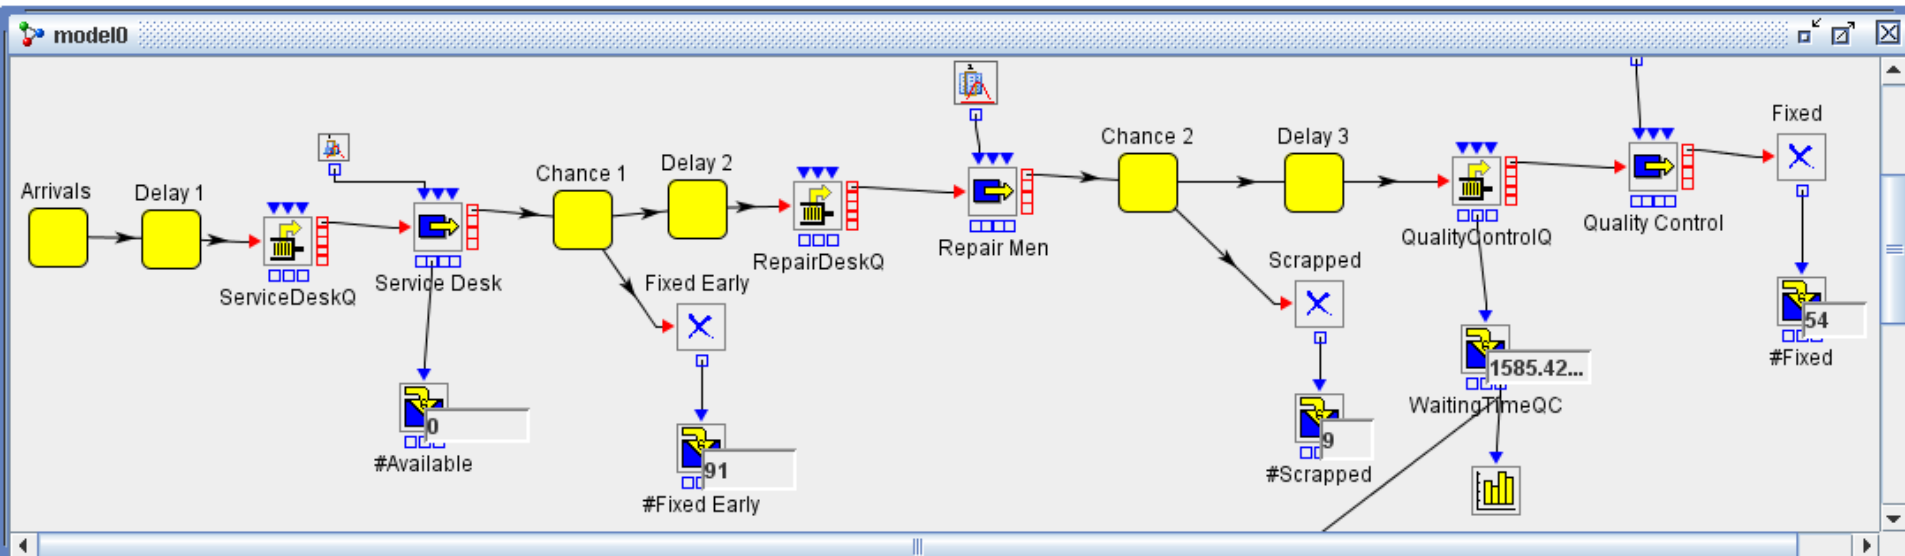 model0
Arrivals
Delay 1
ServiceDeskQ
Service Desk
0
#Available
Chance 1
Fixed Early
91
#Fixed Early
Delay 2
RepairDeskQ
Repair Men
Chance 2
Scrapped
9
#Scrapped
Delay 3
QualityControlQ
1585.42...
WaitingTimeQC
Quality Control
Fixed
54
#Fixed